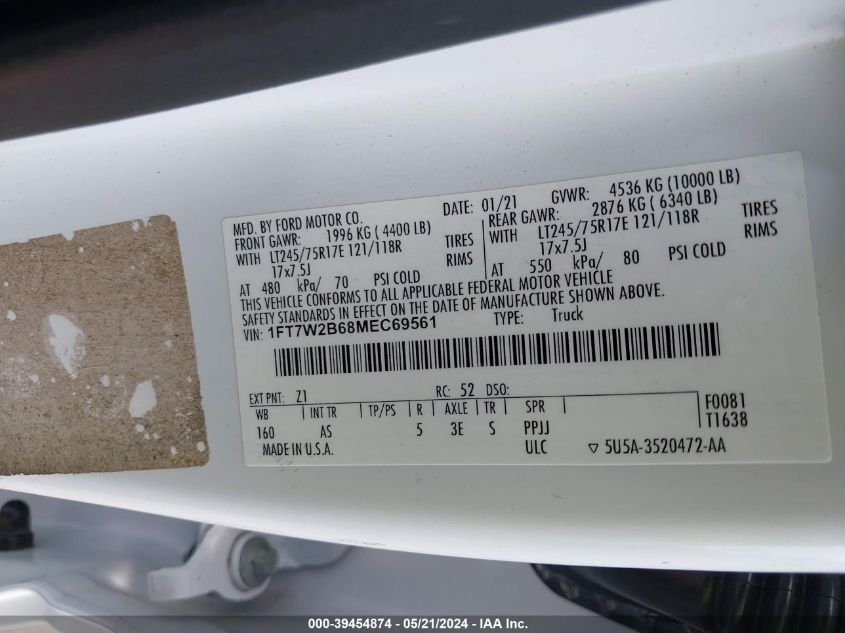 MFD. BY FORD MOTOR CO.
DATE: 01/21 GVWR: 4536 KG (10000 LB)
FRONT GAWR: 1996 KG ( 4400 LB)
REAR GAWR: 2876 KG ( 6340 LB)
WITH LT245/75R17E 121/118R TIRES
WITH LT245/75R17E 121/118R TIRES
17x7.5J RIMS
17x7.5J RIMS
AT 480 kPa/ 70 PSI COLD
AT 550 kPa/ 80 PSI COLD
THIS VEHICLE CONFORMS TO ALL APPLICABLE FEDERAL MOTOR VEHICLE
SAFETY STANDARDS IN EFFECT ON THE DATE OF MANUFACTURE SHOWN ABOVE.
VIN: 1FT7W2B68MEC69561 TYPE: Truck
EXT PNT: Z1 RC: 52 DSO:
WB INT TR TP/PS R AXLE TR SPR F0081
160 AS 5 3E S PPJJ T1638
MADE IN U.S.A. ULC 5U5A-3520472-AA
000-39454874 / 05/21/2024 / IAA Inc.